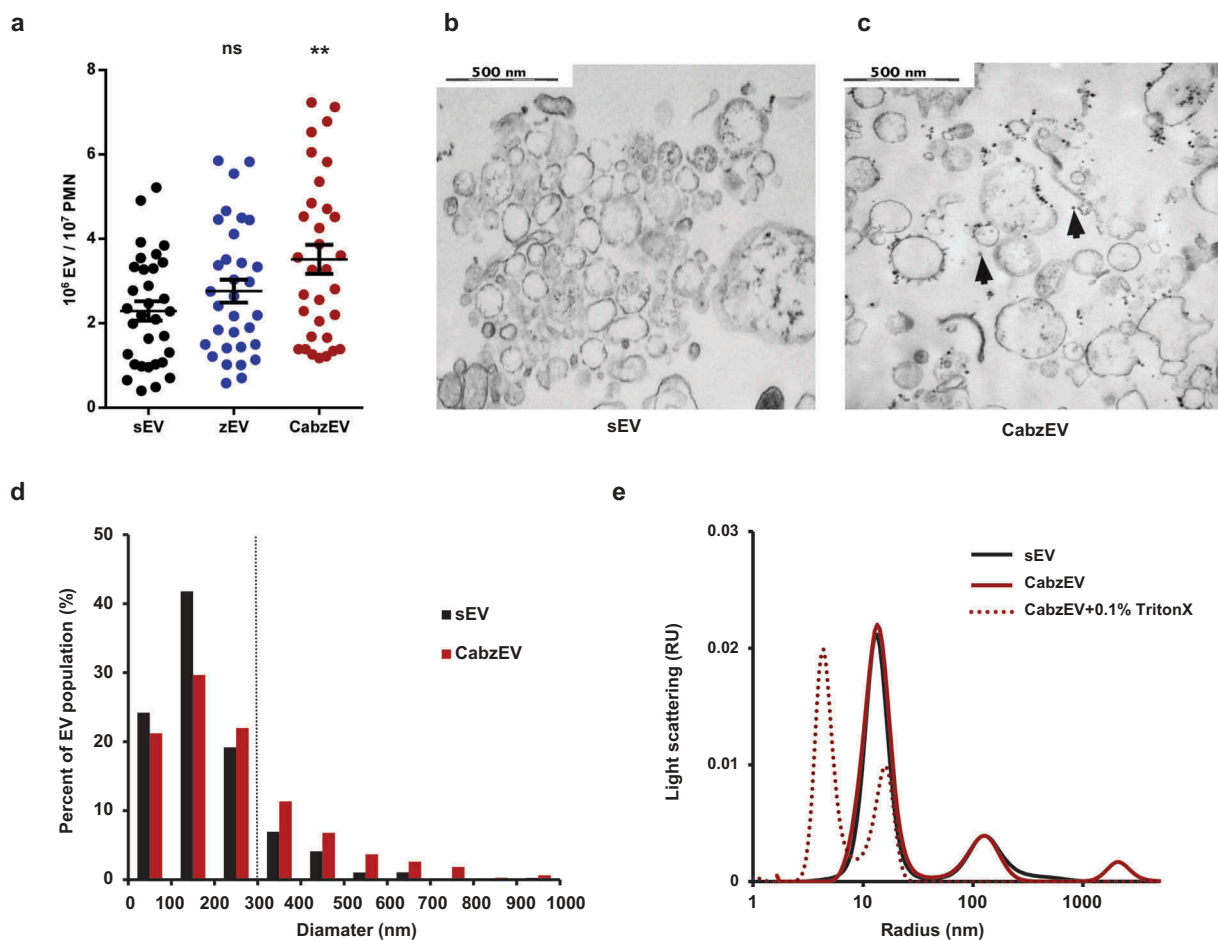 a
ns
**
8
6
4
2
0
10⁶ EV / 10⁷ PMN
sEV
zEV
CabzEV
b
500 nm
sEV
c
500 nm
CabzEV
d
50
40
30
20
10
0
Percent of EV population (%)
sEV
CabzEV
0
100
200
300
400
500
600
700
800
900
1000
Diamater (nm)
e
0.03
0.02
0.01
0
Light scattering (RU)
sEV
CabzEV
CabzEV+0.1% TritonX
1
10
100
1000
Radius (nm)